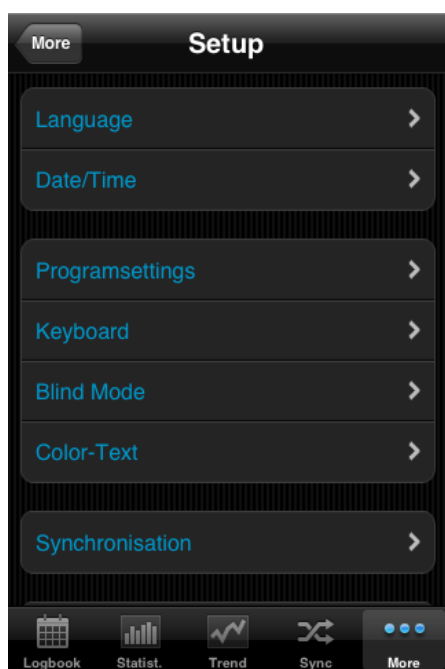 More
Setup
Language
Date/Time
Programsettings
Keyboard
Blind Mode
Color-Text
Synchronisation
Logbook
Statist.
Trend
Sync
More